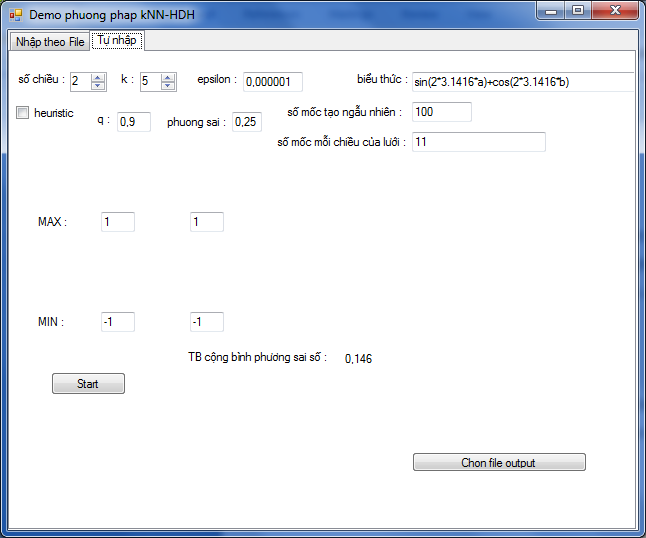 Demo phuong phap kNN-HDH
Nhập theo File Tự nhập
số chiều : 2 k : 5 epsilon : 0,000001 biểu thức : sin(2*3.1416*a)+cos(2*3.1416*b)
heuristic q : 0,9 phuong sai : 0,25 số mốc tạo ngẫu nhiên : 100
số mốc mỗi chiều của lưới : 11
MAX : 1 1
MIN : -1 -1
TB cộng bình phương sai số : 0,146
Start
Chon file output